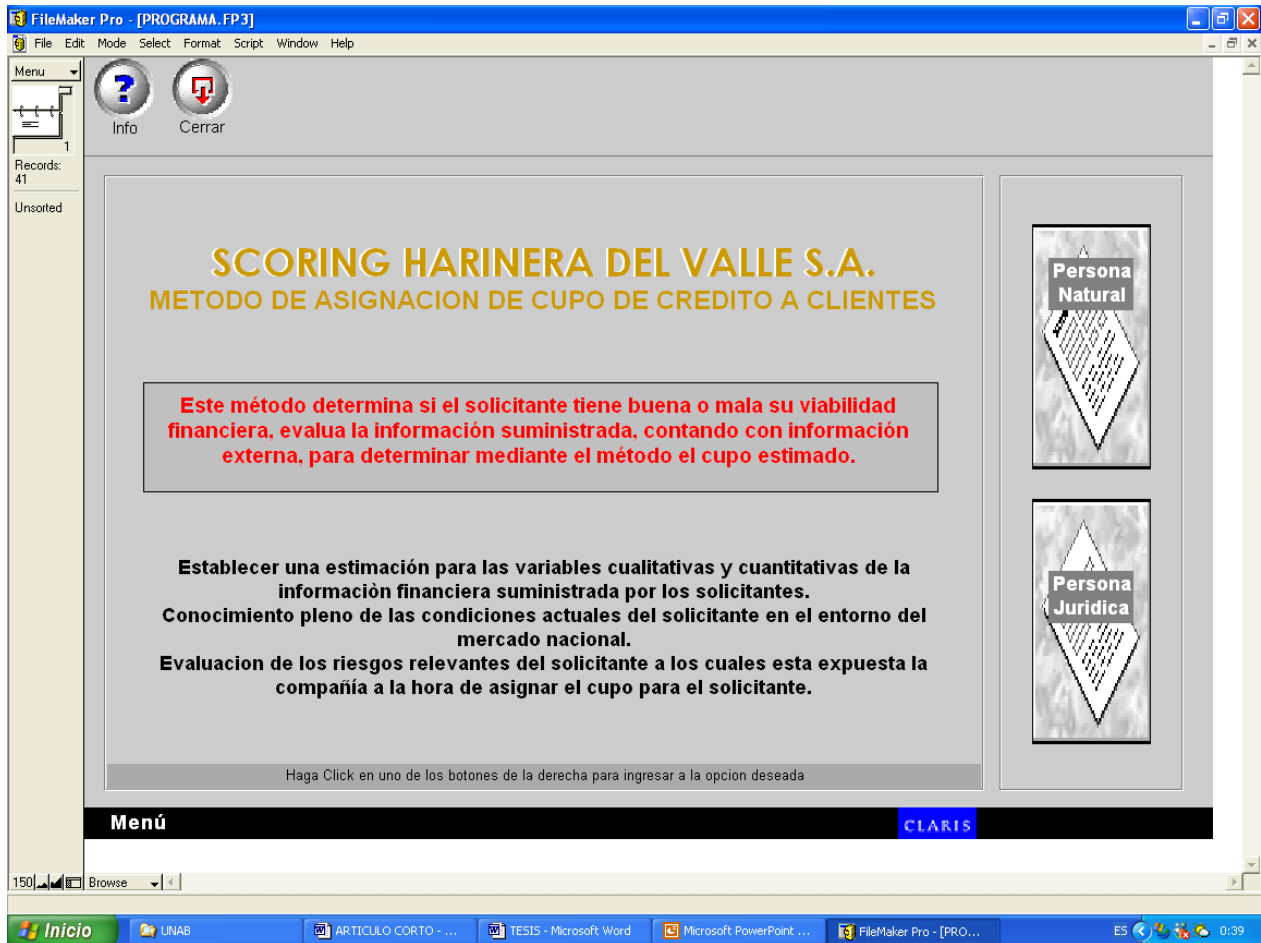 FileMaker Pro - [PROGRAMA.FP3]
File Edit Mode Select Format Script Window Help
Menu
1
Records:
41
Unsorted
Info Cerrar
SCORING HARINERA DEL VALLE S.A.
METODO DE ASIGNACION DE CUPO DE CREDITO A CLIENTES
Este método determina si el solicitante tiene buena o mala su viabilidad
financiera, evalua la información suministrada, contando con información
externa, para determinar mediante el método el cupo estimado.
Establecer una estimación para las variables cualitativas y cuantitativas de la
informaciòn financiera suministrada por los solicitantes.
Conocimiento pleno de las condiciones actuales del solicitante en el entorno del
mercado nacional.
Evaluacion de los riesgos relevantes del solicitante a los cuales esta expuesta la
compañía a la hora de asignar el cupo para el solicitante.
Haga Click en uno de los botones de la derecha para ingresar a la opcion deseada
Persona
Natural
Persona
Juridica
Menú
CLARIS
150 Browse
Inicio UNAB ARTICULO CORTO - ... TESIS - Microsoft Word Microsoft PowerPoint ... FileMaker Pro - [PRO... ES 0:39